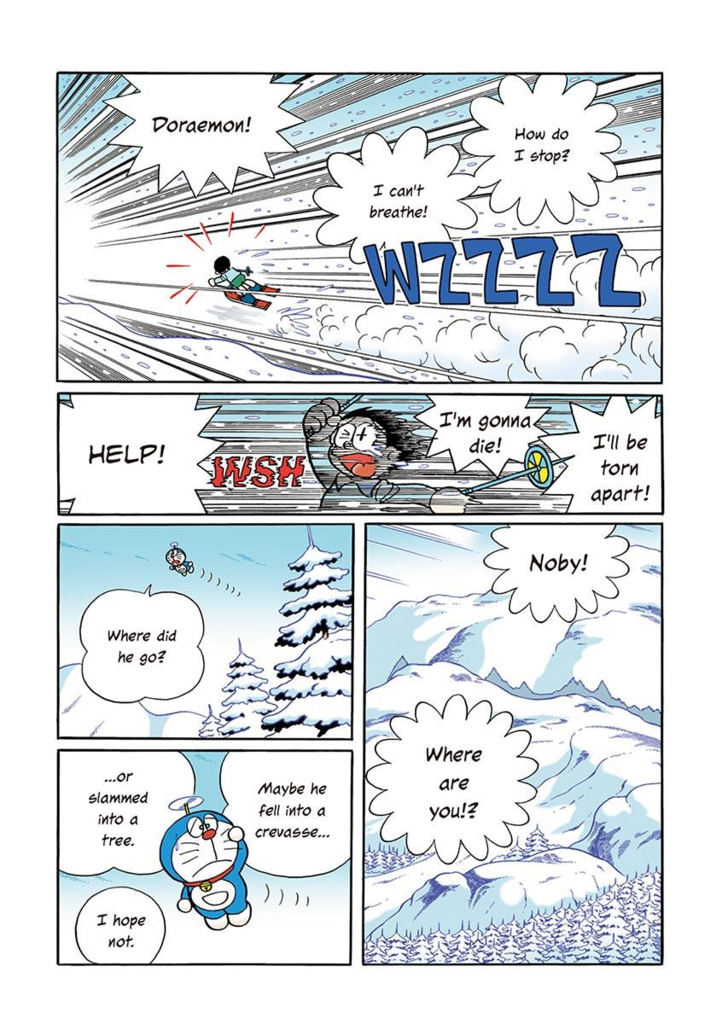 How do
I stop?
I can't
breathe!
Doraemon!
WZZZZ
I'll be
torn
apart!
I'm gonna
die!
WSH
HELP!
Noby!
Where
are
you!?
Where did
he go?
Maybe he
fell into a
crevasse...
...or
slammed
into a
tree.
I hope
not.